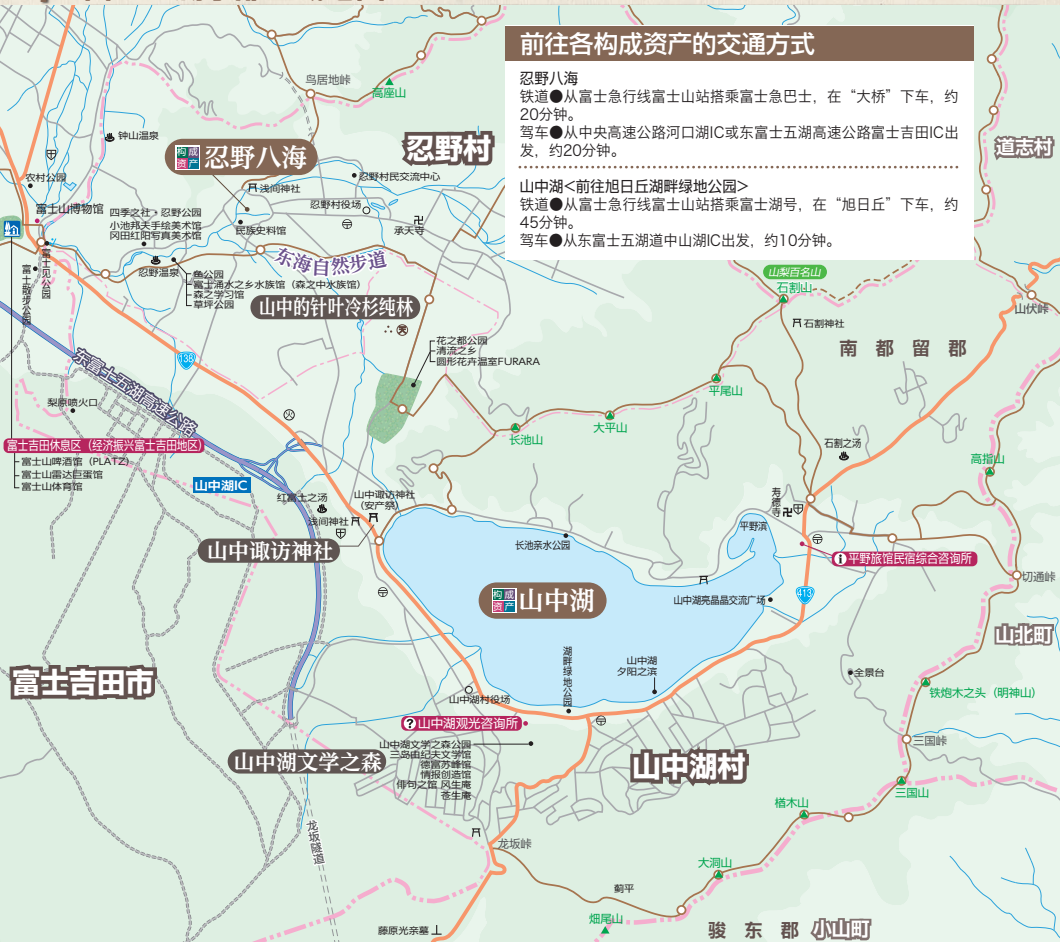 前往各构成资产的交通方式
忍野八海
铁道●从富士急行线富士山站搭乘富士急巴士，在“大桥”下车，约
20分钟。
驾车●从中央高速公路河口湖IC或东富士五湖高速公路富士吉田IC出
发，约20分钟。
山中湖<前往旭日丘湖畔绿地公园>
铁道●从富士急行线富士山站搭乘富士湖号，在“旭日丘”下车，约
45分钟。
驾车●从东富士五湖道中山湖IC出发，约10分钟。
鸟居地峠
高座山
钟山温泉
构成
资产
忍野八海
忍野村
道志村
农村公园
浅间神社
忍野村民交流中心
富士山博物馆
四季之社・忍野公园
小池邦夫手绘美术馆
冈田红阳写真美术馆
忍野村役场
民族史料馆
承天寺
富士见公园
富士散步公园
忍野温泉
鱼公园
富士涌水之乡水族馆（森之中水族馆）
森之学习馆
草坪公园
东海自然步道
山中的针叶冷杉纯林
山梨百名山
石割山
石割神社
山伏峠
南都留郡
138
花之都公园
清流之乡
圆形花卉温室FURARA
东富士五湖高速公路
梨原喷火口
平尾山
大平山
长池山
石割之汤
高指山
富士吉田休息区（经济振兴富士吉田地区）
富士山啤酒馆（PLATZ）
富士山雷达巨蛋馆
富士山体育馆
山中湖IC
红富士之汤
山中诹访神社
（安产祭）
浅间神社
寿德寺
平野滨
山中诹访神社
长池亲水公园
平野旅馆民宿综合咨询所
切通峠
构成
资产
山中湖
山中湖亮晶晶交流广场
413
山北町
富士吉田市
湖畔绿地公园
山中湖
夕阳之滨
全景台
铁炮木之头（明神山）
山中湖村役场
山中湖观光咨询所
三国峠
山中湖文学之森
山中湖文学之森公园
三岛由纪夫文学馆
德富苏峰馆
情报创造馆
俳句之馆 风生庵
苍生庵
山中湖村
三国山
楢木山
龙坂隧道
龙坂峠
大洞山
蓟平
畑尾山
藤原光亲墓
骏东郡 小山町